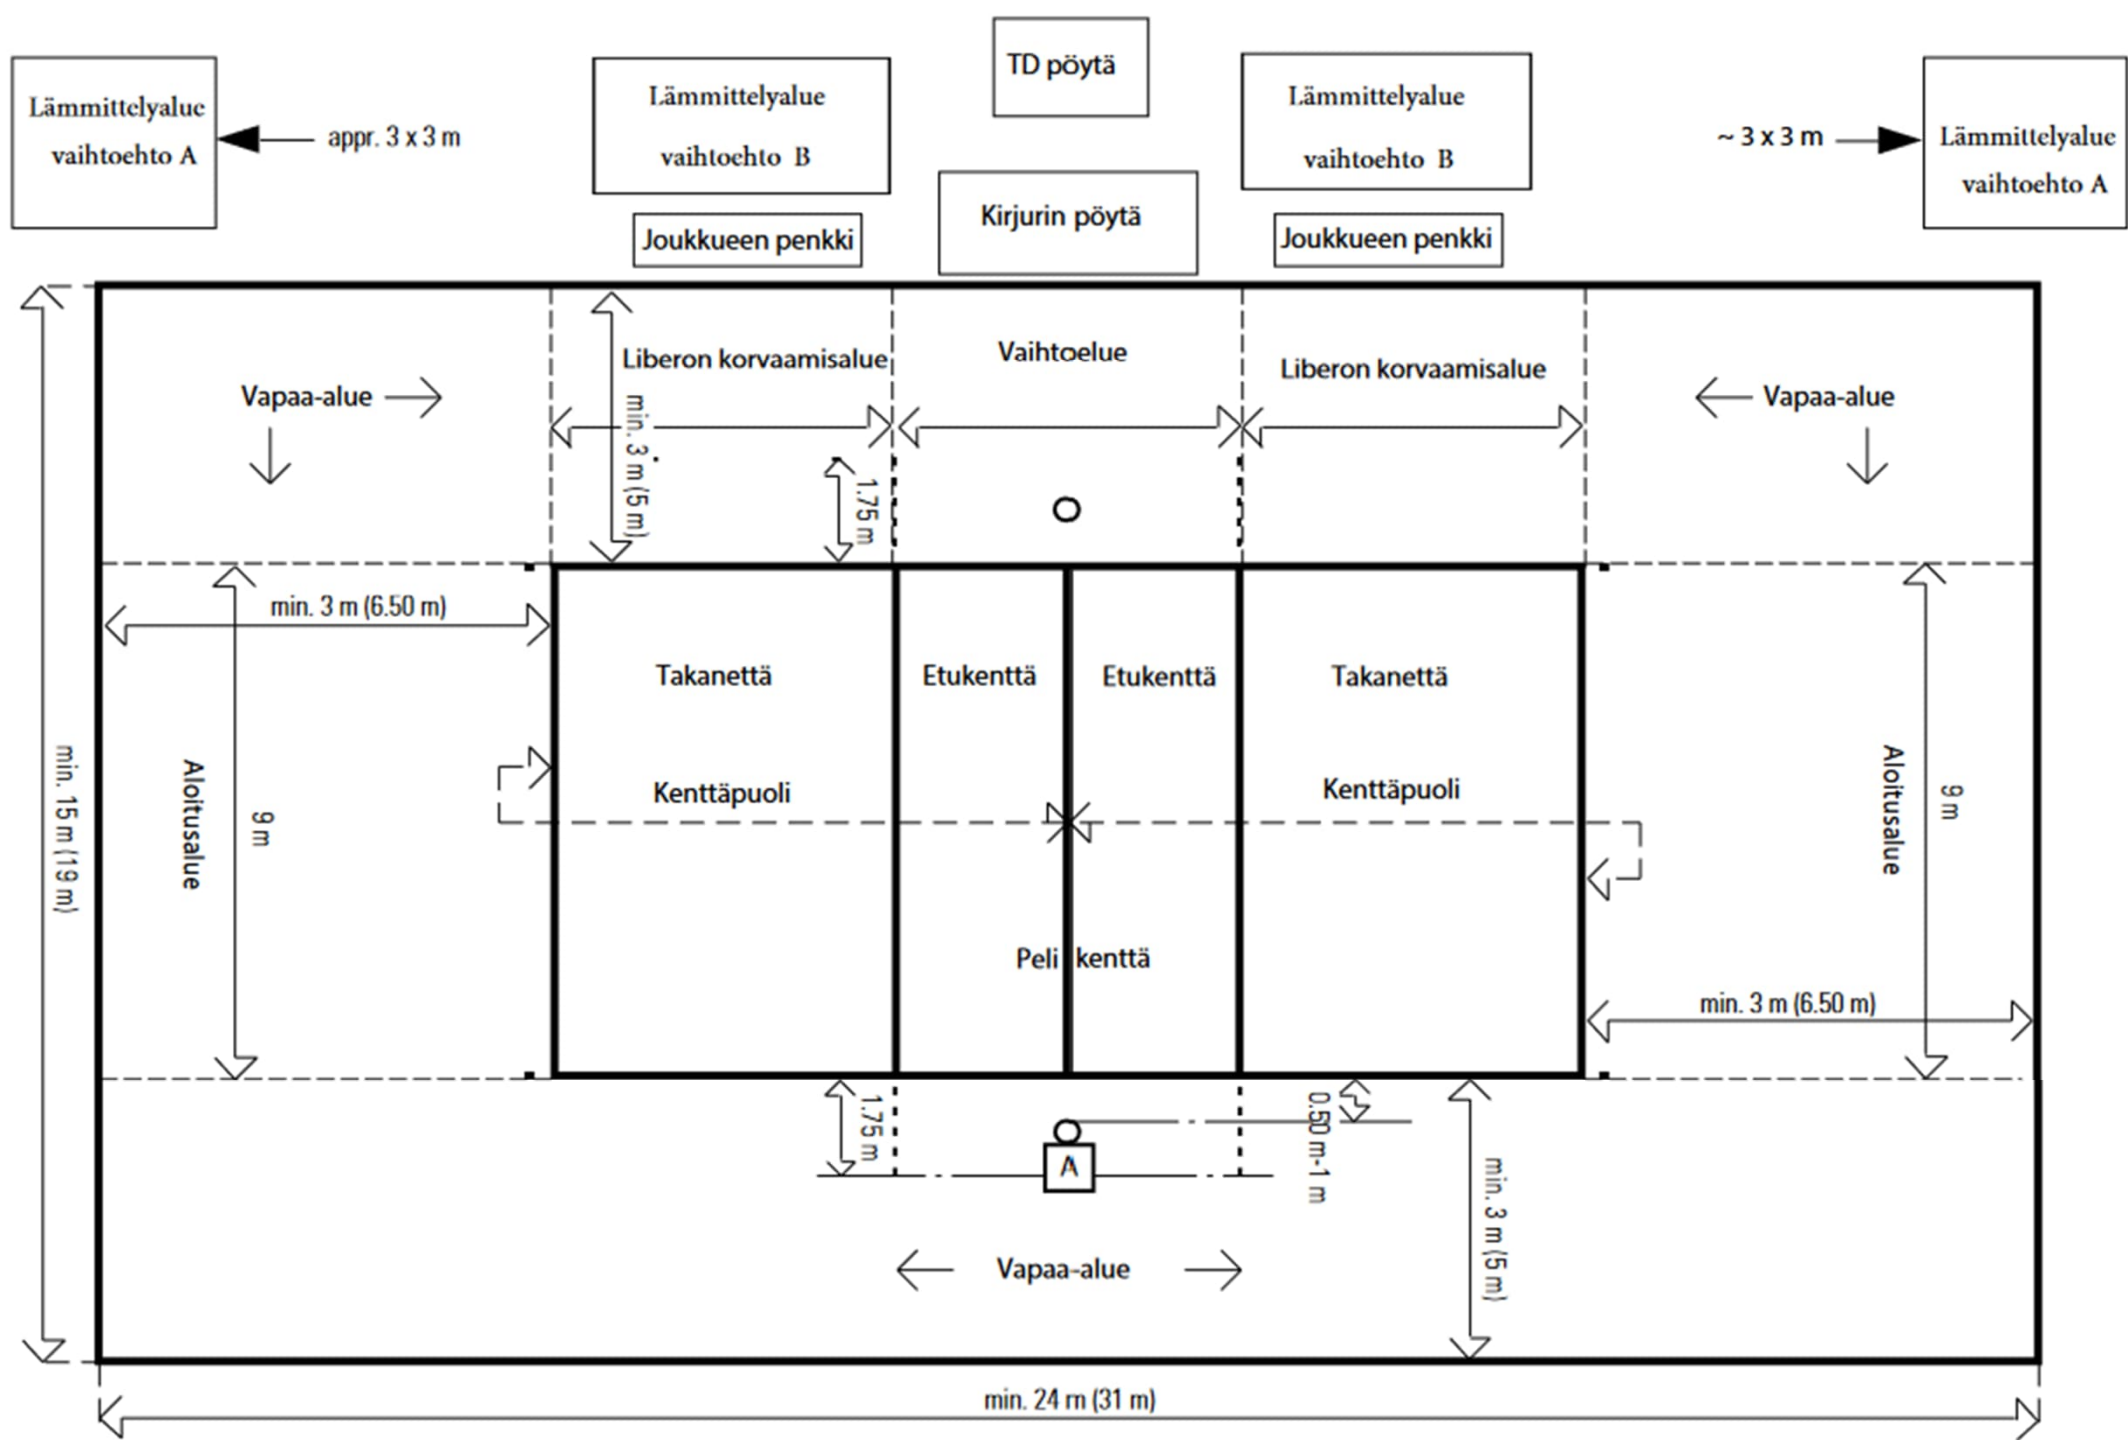 TD pöytä
Lämmittelyalue
vaihtoehto A
appr. 3 x 3 m
Lämmittelyalue
vaihtoehto B
Lämmittelyalue
vaihtoehto B
~ 3 x 3 m
Lämmittelyalue
vaihtoehto A
Joukkueen penkki
Kirjurin pöytä
Joukkueen penkki
Vapaa-alue
Liberon korvaamisalue
Vaihtoelue
Liberon korvaamisalue
Vapaa-alue
min. 3 m (5 m)
1.75 m
min. 3 m (6.50 m)
Takanettä
Etukenttä
Etukenttä
Takanettä
min. 15 m (19 m)
Aloitusalue
9 m
Kenttäpuoli
Kenttäpuoli
Aloitusalue
9 m
Peli kenttä
min. 3 m (6.50 m)
1.75 m
A
0.50 m-1 m
min. 3 m (5 m)
Vapaa-alue
min. 24 m (31 m)